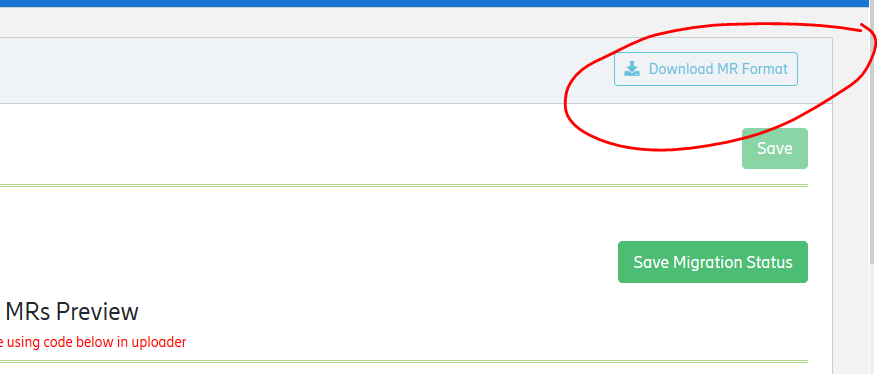 Download MR Format
Save
Save Migration Status
MRs Preview
using code below in uploader